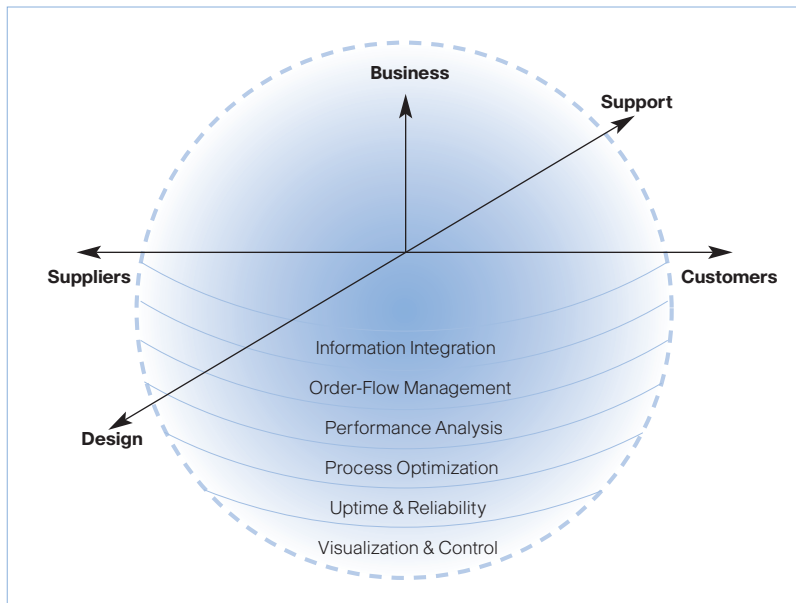 Business
Support
Suppliers
Customers
Information Integration
Order-Flow Management
Design
Performance Analysis
Process Optimization
Uptime & Reliability
Visualization & Control